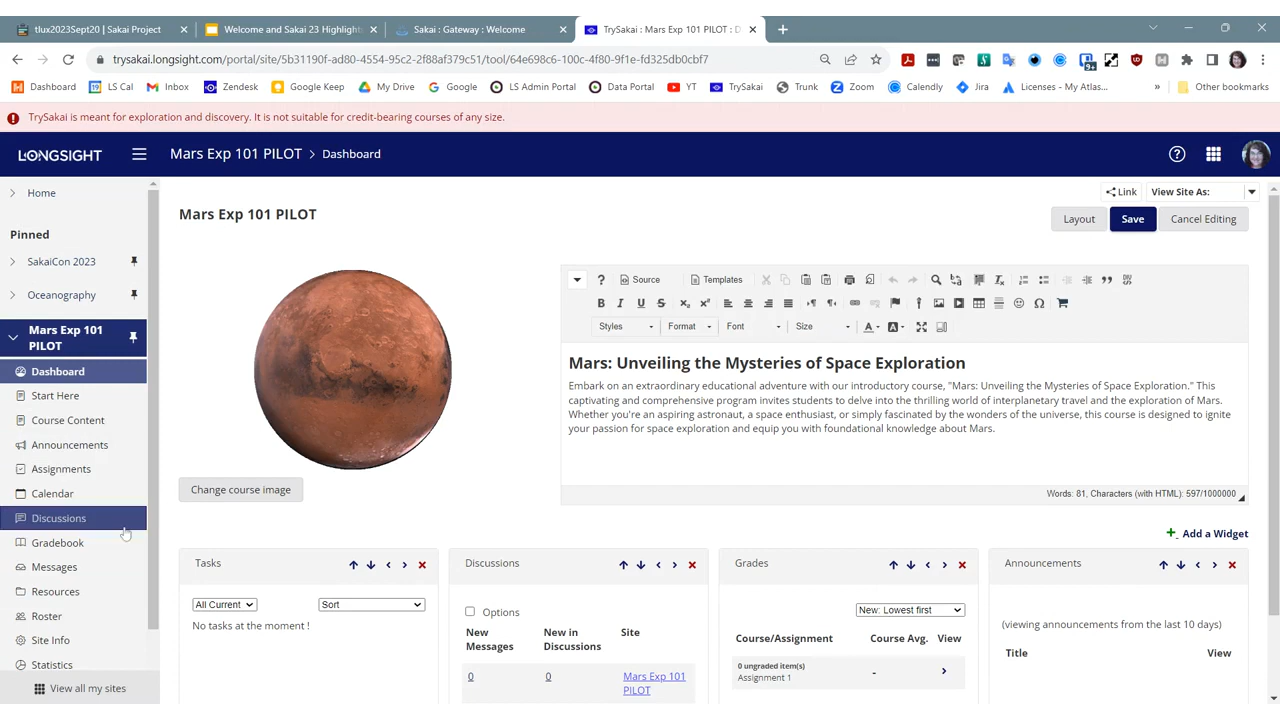 tlux2023Sept20 | Sakai Project
Welcome and Sakai 23 Highlight
Sakai : Gateway : Welcome
TrySakai : Mars Exp 101 PILOT : D
trysakai.longsight.com/portal/site/5b31190f-ad80-4554-95c2-2f88af379c51/tool/64e6f9c6-100c-4f80-9f1e-fd325db0cbf7
9+
Dashboard
LS Cal
Inbox
Zendesk
Google Keep
My Drive
Google
LS Admin Portal
Data Portal
YT
TrySakai
Trunk
Zoom
Calendly
Jira
Licenses - My Atlas...
»
Other bookmarks
TrySakai is meant for exploration and discovery. It is not suitable for credit-bearing courses of any size.
LONGSIGHT
Mars Exp 101 PILOT > Dashboard
Home
Pinned
SakaiCon 2023
Oceanography
Mars Exp 101
PILOT
Dashboard
Start Here
Course Content
Announcements
Assignments
Calendar
Discussions
Gradebook
Messages
Resources
Roster
Site Info
Statistics
View all my sites
Link
View Site As:
Mars Exp 101 PILOT
Layout
Save
Cancel Editing
Change course image
Source
Templates
Styles
Format
Font
Size
Mars: Unveiling the Mysteries of Space Exploration
Embark on an extraordinary educational adventure with our introductory course, "Mars: Unveiling the Mysteries of Space Exploration." This
captivating and comprehensive program invites students to delve into the thrilling world of interplanetary travel and the exploration of Mars.
Whether you're an aspiring astronaut, a space enthusiast, or simply fascinated by the wonders of the universe, this course is designed to ignite
your passion for space exploration and equip you with foundational knowledge about Mars.
Words: 81, Characters (with HTML): 597/1000000
Add a Widget
Tasks
All Current
Sort
No tasks at the moment !
Discussions
Options
New Messages
New in Discussions
Site
0
0
Mars Exp 101 PILOT
Grades
New: Lowest first
Course/Assignment
Course Avg.
View
0 ungraded item(s)
Assignment 1
-
Announcements
(viewing announcements from the last 10 days)
Title
View